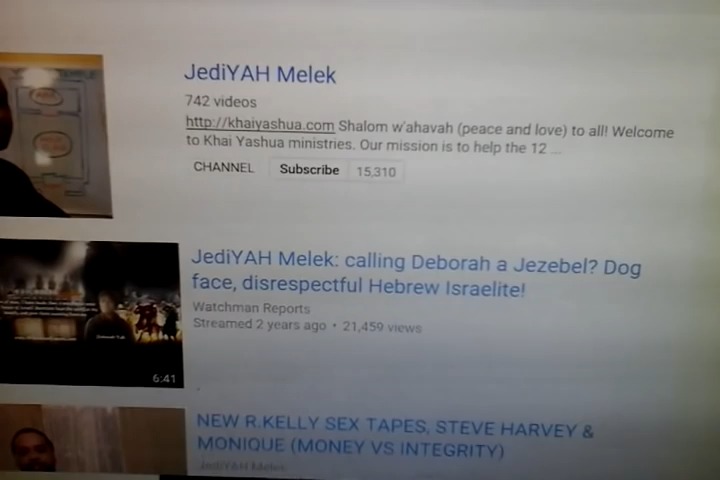 JediYAH Melek
742 videos
http://khaiyashua.com Shalom w'ahavah (peace and love) to all! Welcome
to Khai Yashua ministries. Our mission is to help the 12 ...
CHANNEL Subscribe 15,310
JediYAH Melek: calling Deborah a Jezebel? Dog
face, disrespectful Hebrew Israelite!
Watchman Reports
Streamed 2 years ago • 21,459 views
6:41
NEW R.KELLY SEX TAPES, STEVE HARVEY &
MONIQUE (MONEY VS INTEGRITY)
JediYAH Melek